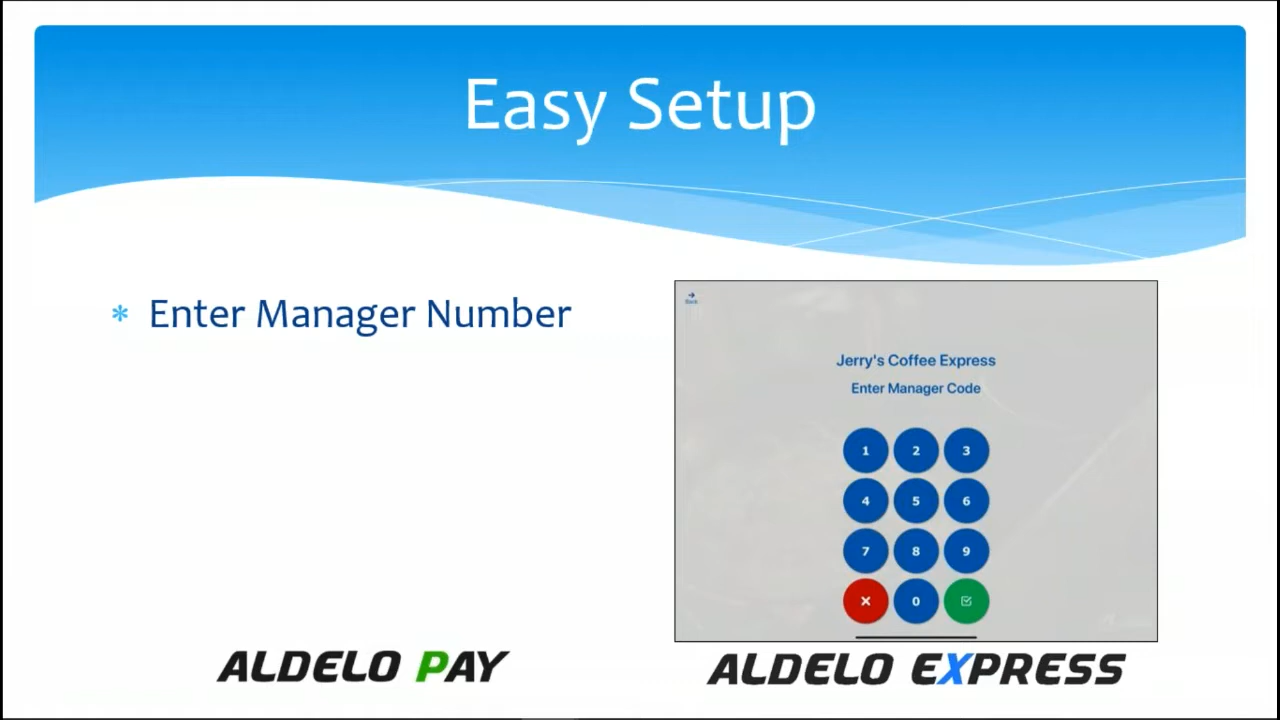 Easy Setup
* Enter Manager Number
Back
Jerry's Coffee Express
Enter Manager Code
1 2 3
4 5 6
7 8 9
0
ALDELO PAY
ALDELO EXPRESS